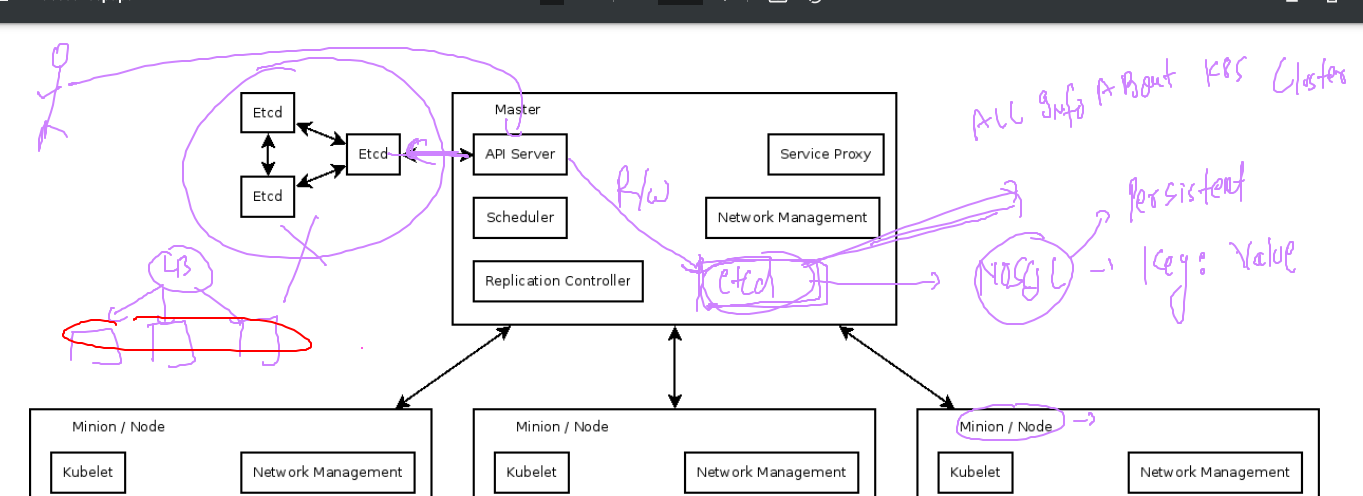 ALL Info ABout K8S Cluster
Etcd
Etcd
Etcd
Master
API Server
Service Proxy
R/W
Scheduler
Network Management
Persistent
LB
Replication Controller
etcd
NOSQL
Key: Value
Minion / Node
Minion / Node
Minion / Node
Kubelet
Network Management
Kubelet
Network Management
Kubelet
Network Management